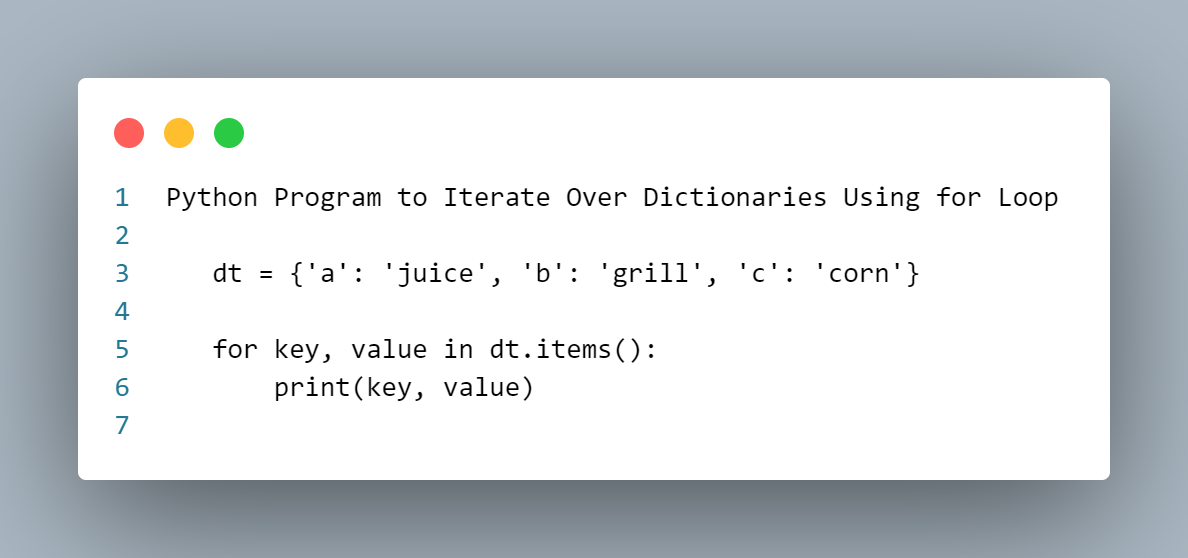 1 Python Program to Iterate Over Dictionaries Using for Loop
2
3 dt = {'a': 'juice', 'b': 'grill', 'c': 'corn'}
4
5 for key, value in dt.items():
6 print(key, value)
7